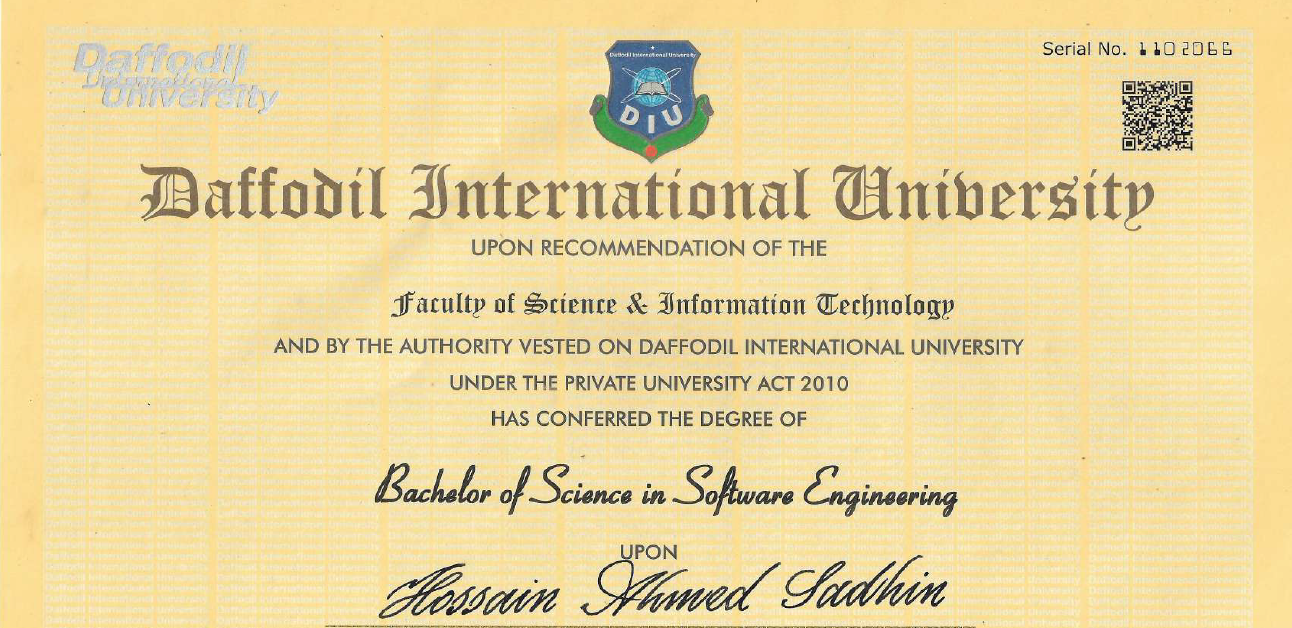 Daffodil
International
University
Daffodil International University
DIU
Serial No. 1102066
Daffodil International University
UPON RECOMMENDATION OF THE
Faculty of Science & Information Technology
AND BY THE AUTHORITY VESTED ON DAFFODIL INTERNATIONAL UNIVERSITY
UNDER THE PRIVATE UNIVERSITY ACT 2010
HAS CONFERRED THE DEGREE OF
Bachelor of Science in Software Engineering
UPON
Hossain Ahmed Sadhin